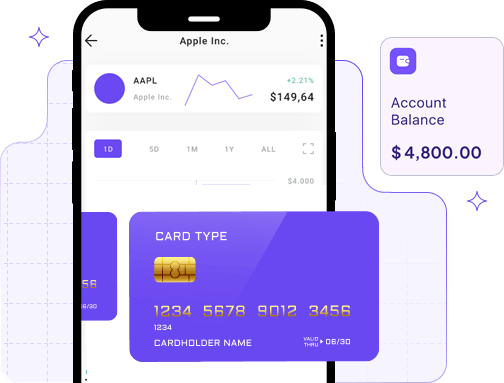 Apple Inc.
AAPL
Apple Inc.
+2.21%
$149,64
1D 5D 1M 1Y ALL
$4.000
Account
Balance
$4,800.00
56
06/30
CARD TYPE
1234 5678 9012 3456
1234
CARDHOLDER NAME
VALID
THRU
06/30